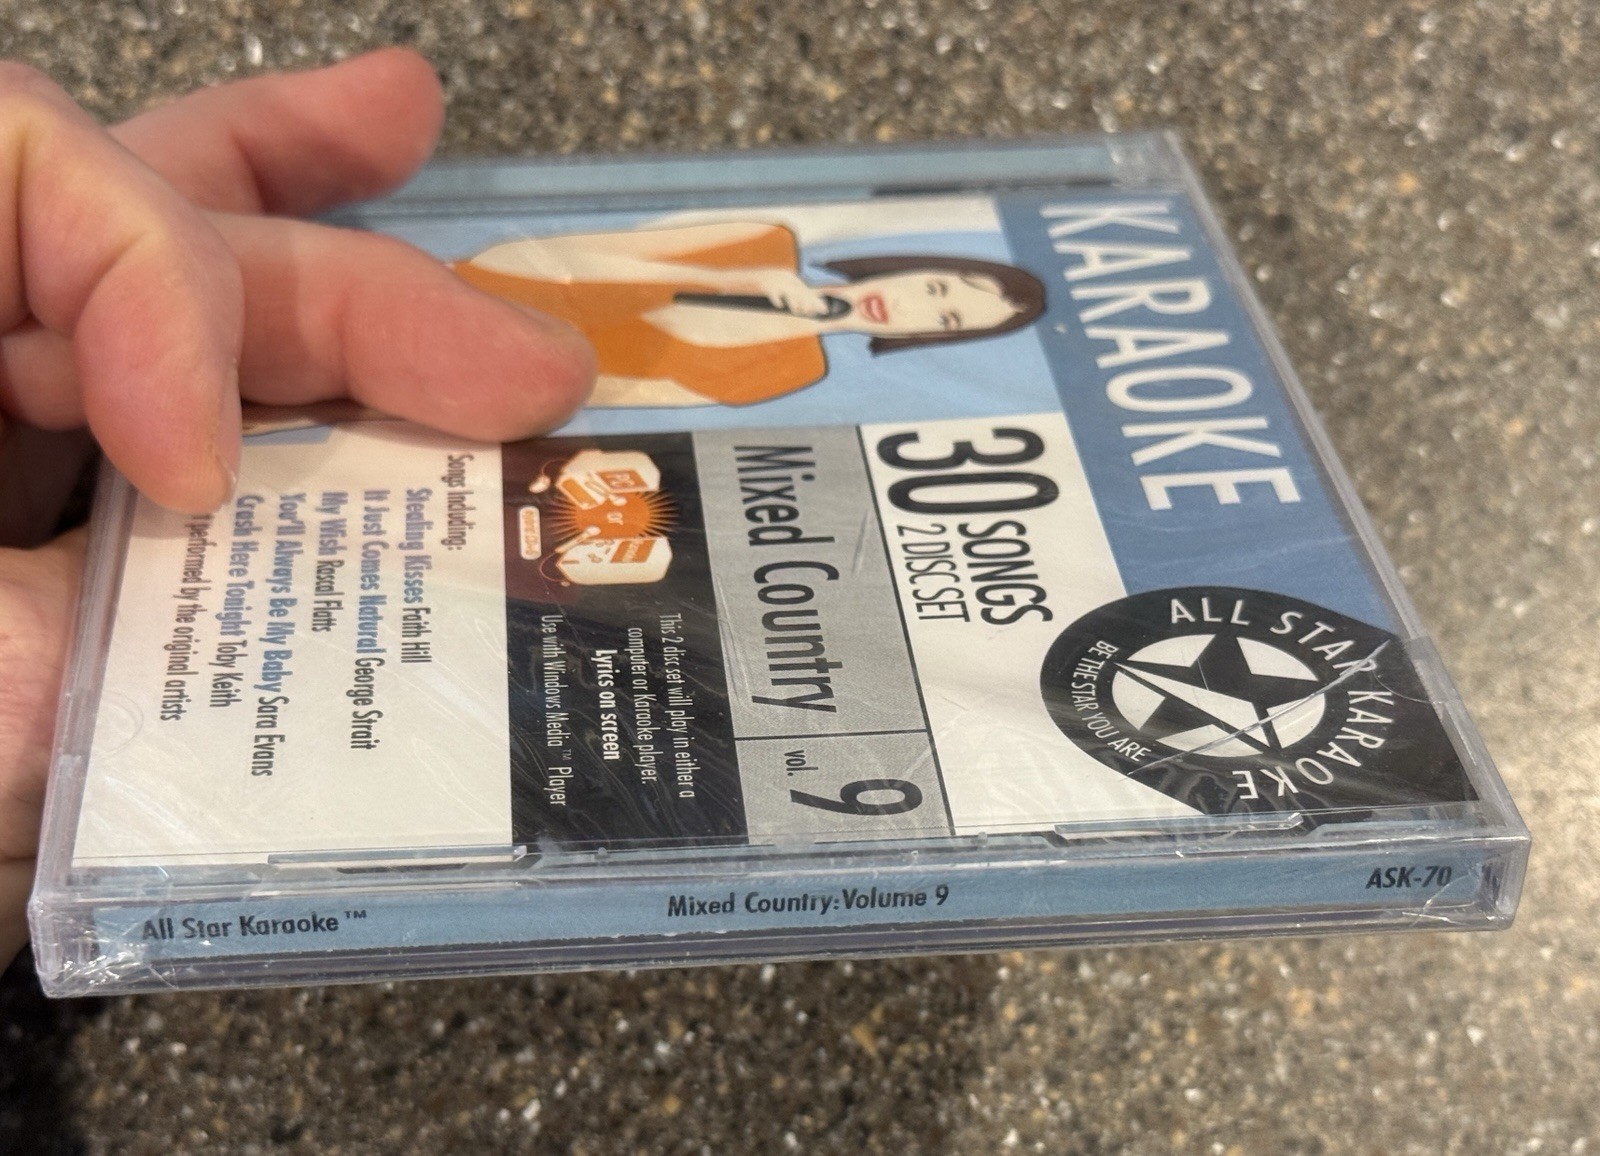 KARAOKE
ALL STAR KARAOKE
BE THE STAR YOU ARE
30 SONGS
2 DISC SET
Mixed Country vol. 9
PC or
This 2 disc set will play in either a
computer or Karaoke player.
Lyrics on screen
Use with Windows Media™ Player
Songs Including:
Stealing Kisses Faith Hill
It Just Comes Natural George Strait
My Wish Rascal Flatts
You'll Always Be My Baby Sara Evans
Crash Here Tonight Toby Keith
performed by the original artists
All Star Karaoke™ Mixed Country: Volume 9 ASK-70